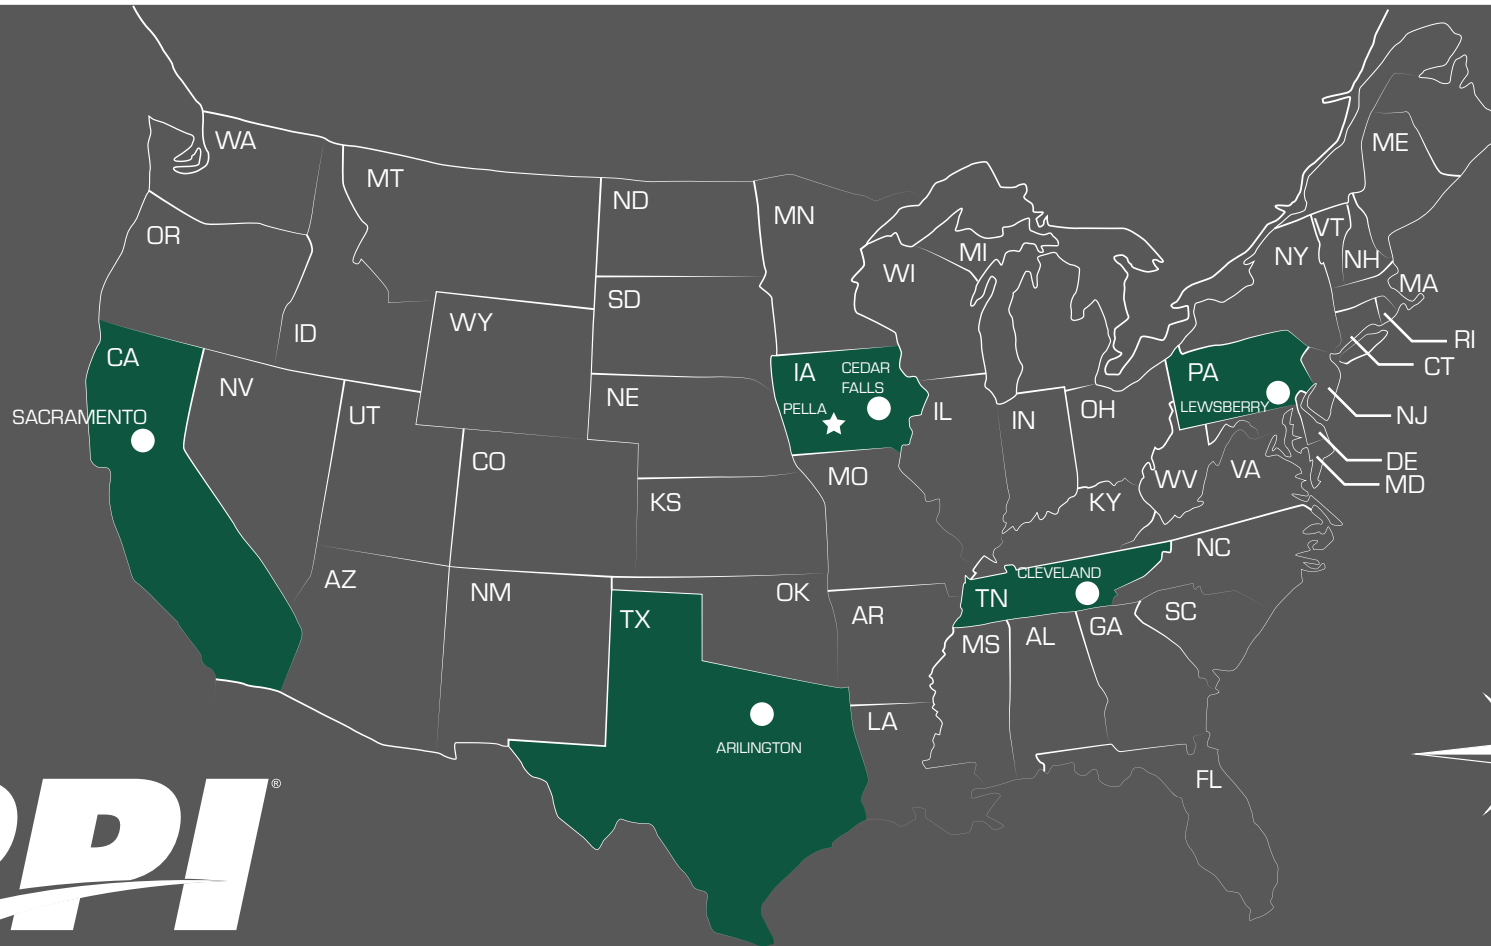 WA
MT
ND
MN
ME
VT
OR
NY
NH
MI
WI
MA
SD
ID
WY
RI
CA
CT
IA
CEDAR
FALLS
PA
NV
NE
PELLA
LEWSBERRY
SACRAMENTO
UT
IL
IN
OH
NJ
CO
DE
MO
WV
VA
MD
KS
KY
NC
AZ
NM
OK
CLEVELAND
TN
TX
AR
SC
MS
AL
GA
LA
ARILINGTON
FL
PPI®